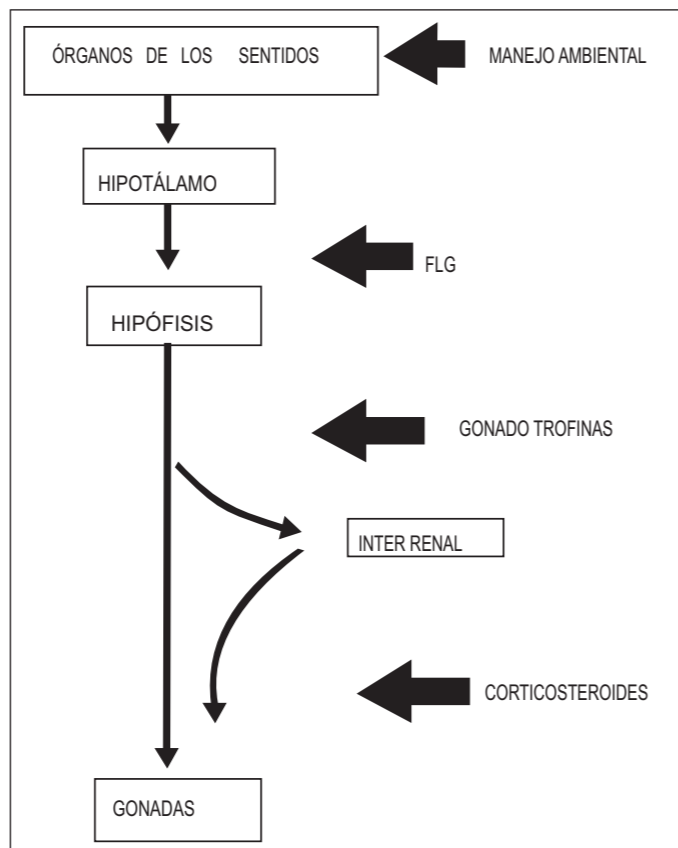 ÓRGANOS DE LOS SENTIDOS
MANEJO AMBIENTAL
HIPOTÁLAMO
FLG
HIPÓFISIS
GONADO TROFINAS
INTER RENAL
CORTICOSTEROIDES
GONADAS